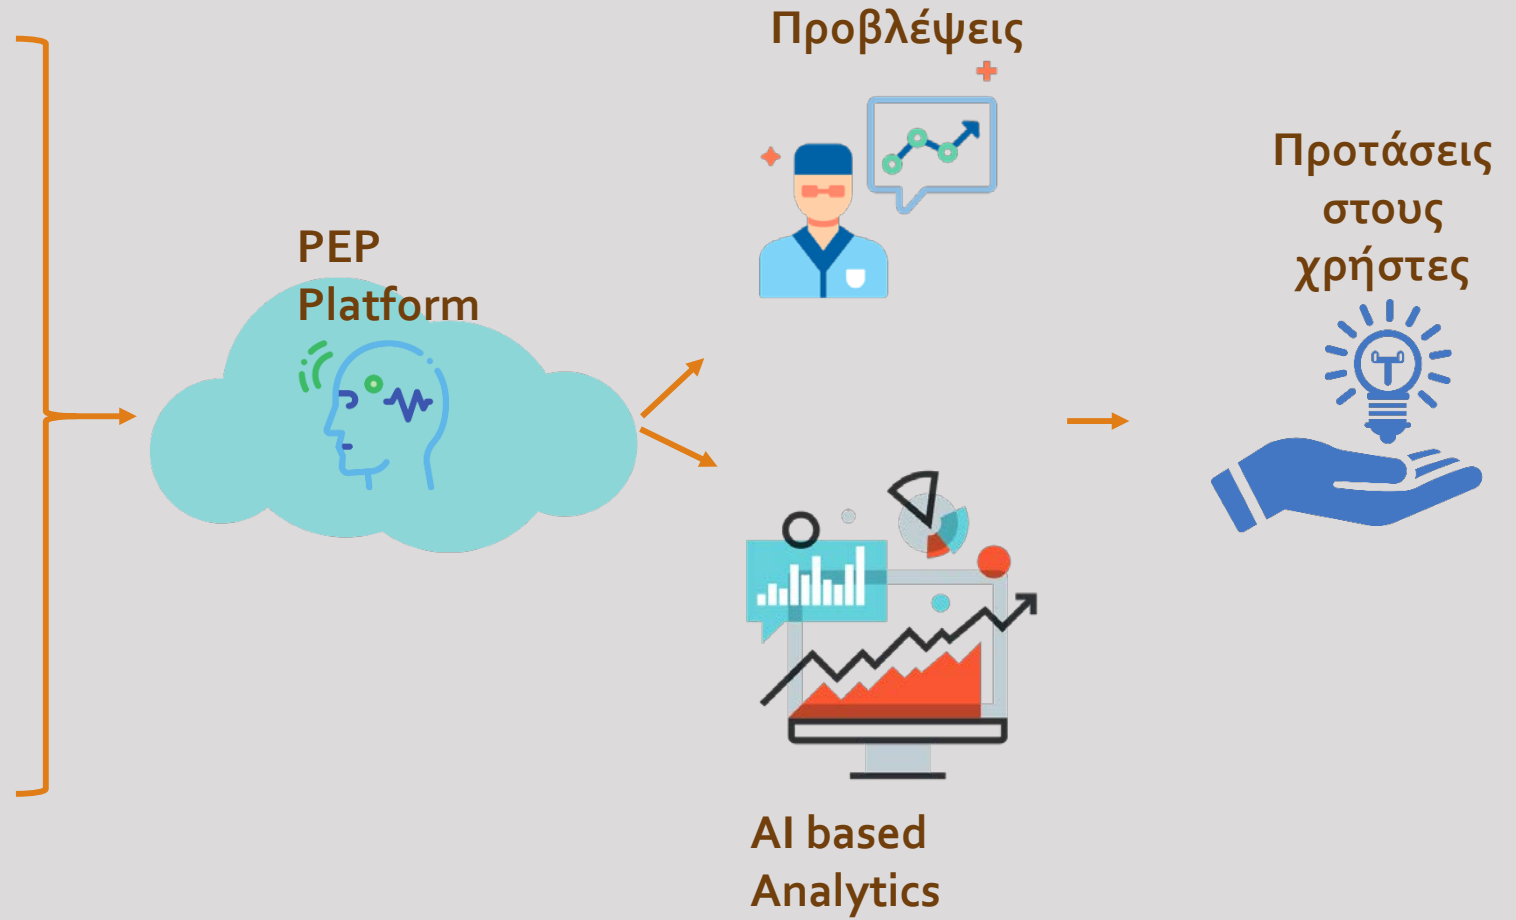 Προβλέψεις
Προτάσεις
στους
χρήστες
PEP
Platform
AI based
Analytics